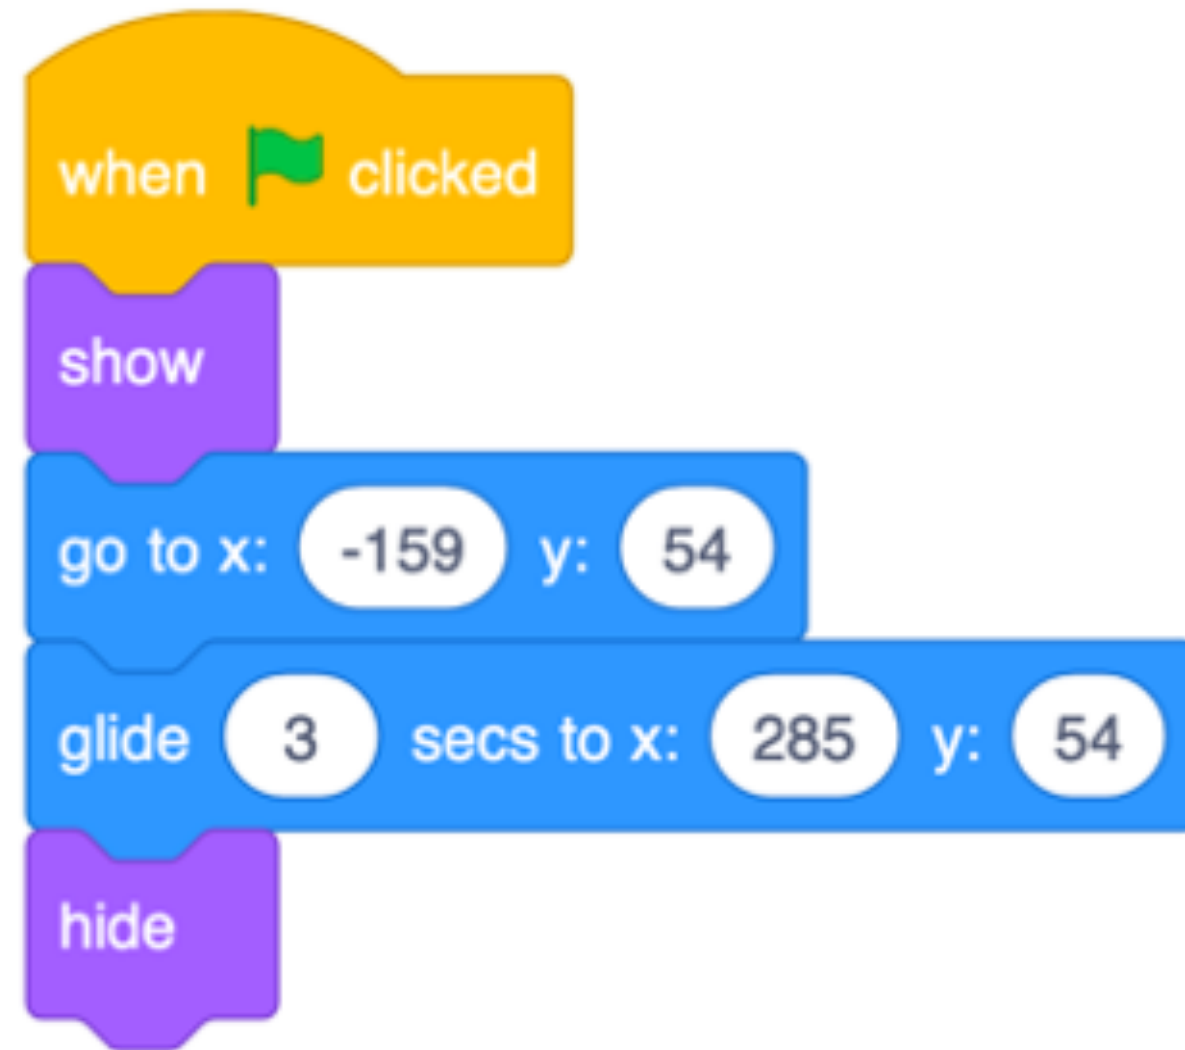 when clicked
show
go to x: -159 y: 54
glide 3 secs to x: 285 y: 54
hide